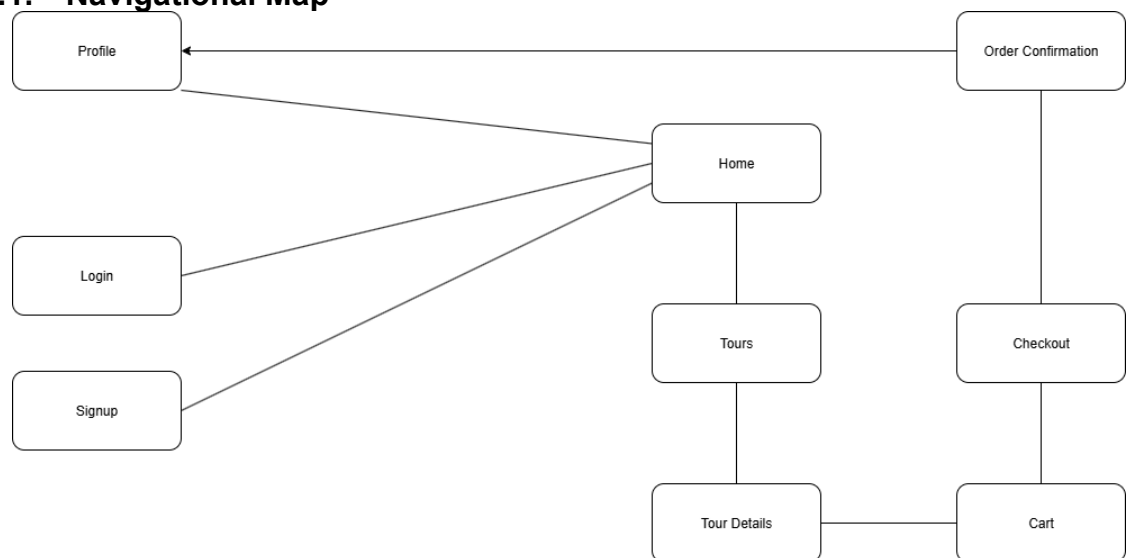 Navigational Map
Profile
Order Confirmation
Home
Login
Tours
Checkout
Signup
Tour Details
Cart